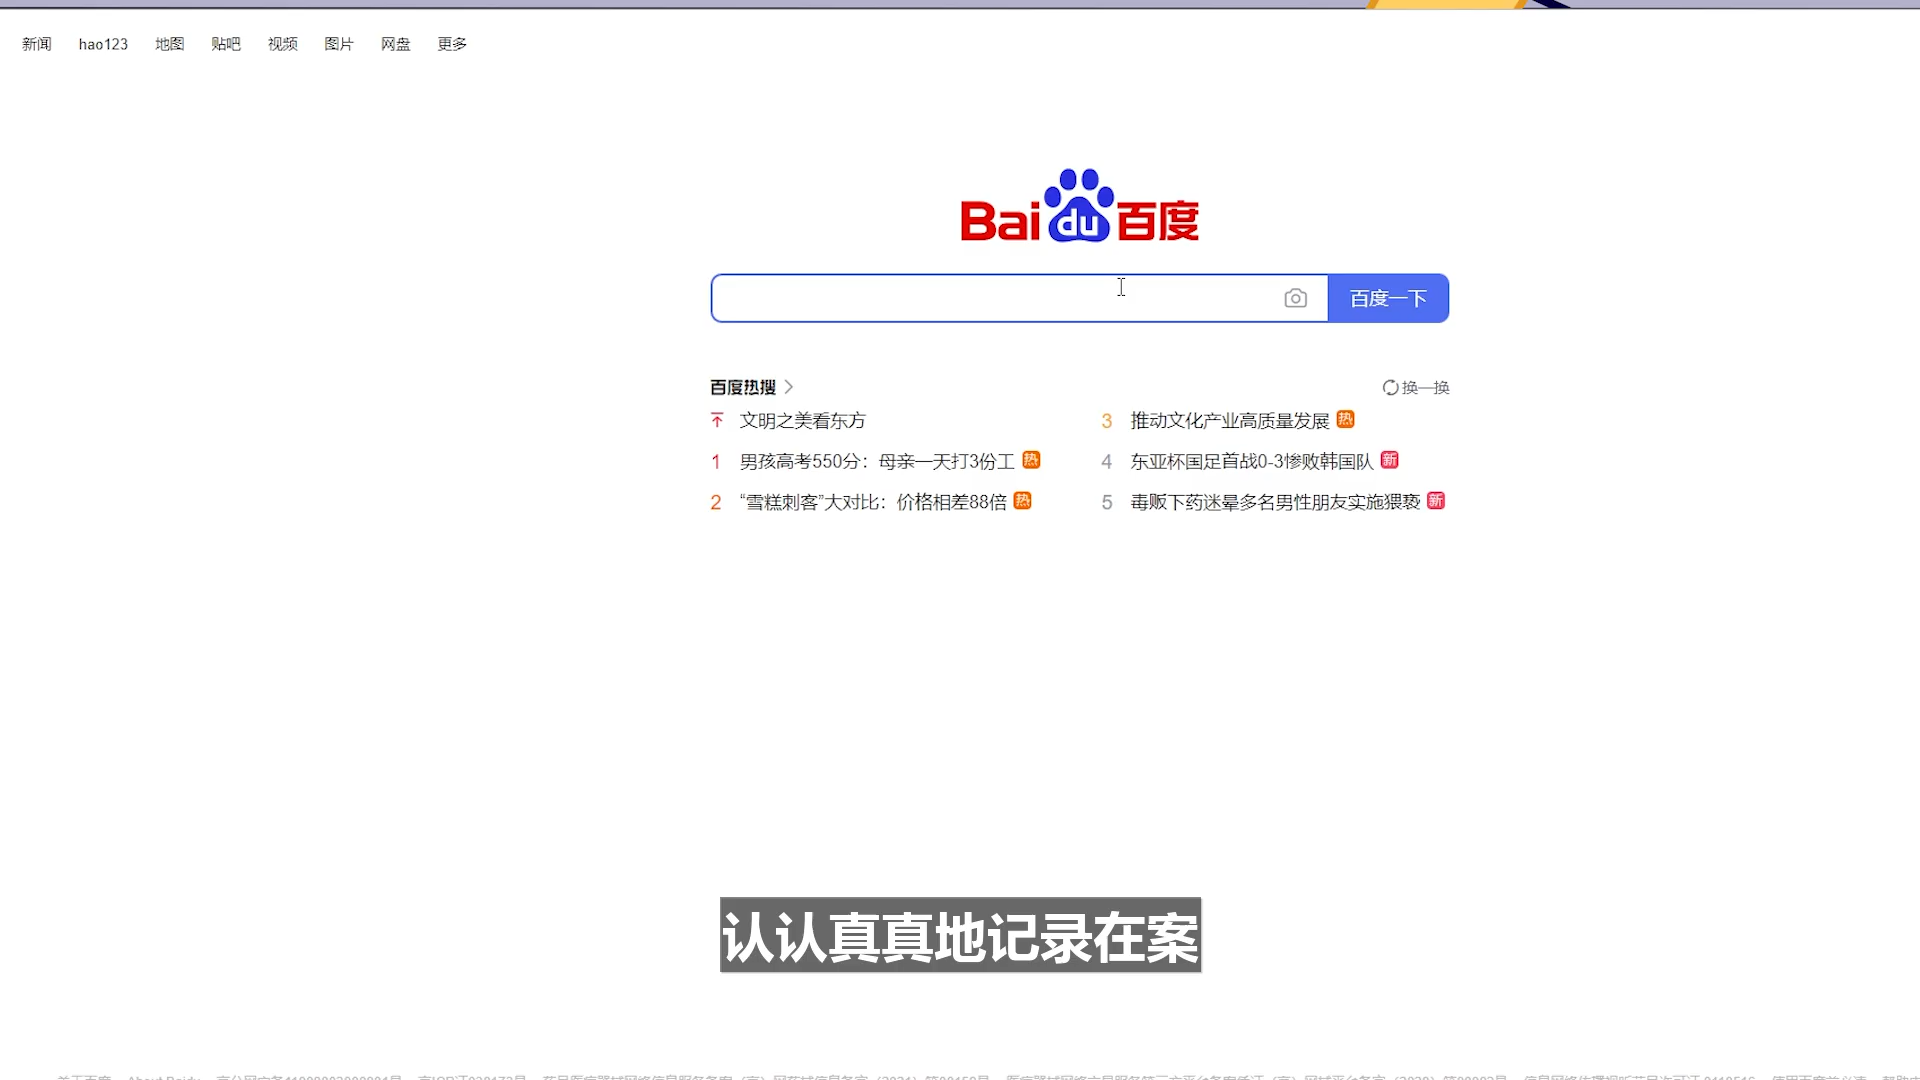 新闻 hao123 地图 贴吧 视频 图片 网盘 更多
Bai du 百度
百度一下
百度热搜 换一换
文明之美看东方
1 男孩高考550分：母亲一天打3份工 热
2 “雪糕刺客”大对比：价格相差88倍 热
3 推动文化产业高质量发展 热
4 东亚杯国足首战0-3惨败韩国队 新
5 毒贩下药迷晕多名男性朋友实施猥亵 新
认认真真地记录在案